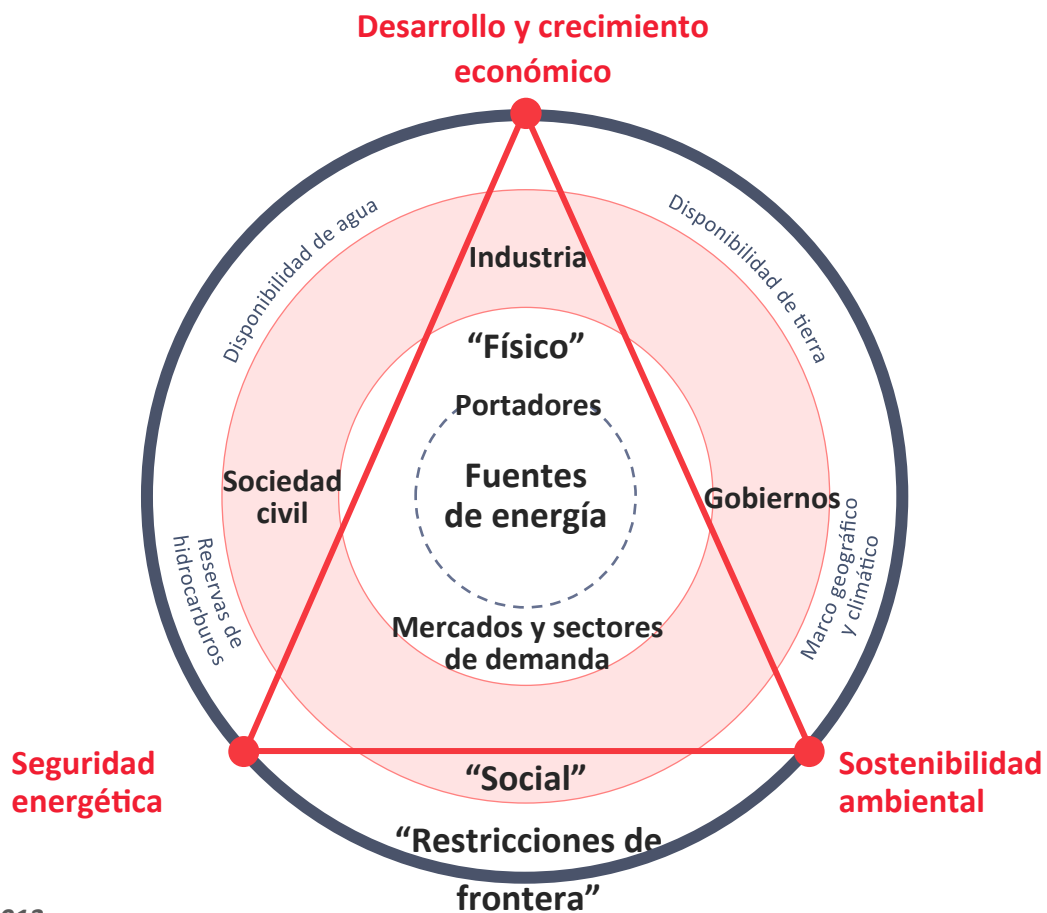 Desarrollo y crecimiento
económico
Disponibilidad de agua
Disponibilidad de tierra
Industria
“Físico”
Portadores
Fuentes
de energía
Sociedad
civil
Gobiernos
Reservas de
hidrocarburos
Marco geográfico
y climático
Mercados y sectores
de demanda
Seguridad
energética
Sostenibilidad
ambiental
“Social”
“Restricciones de
frontera”